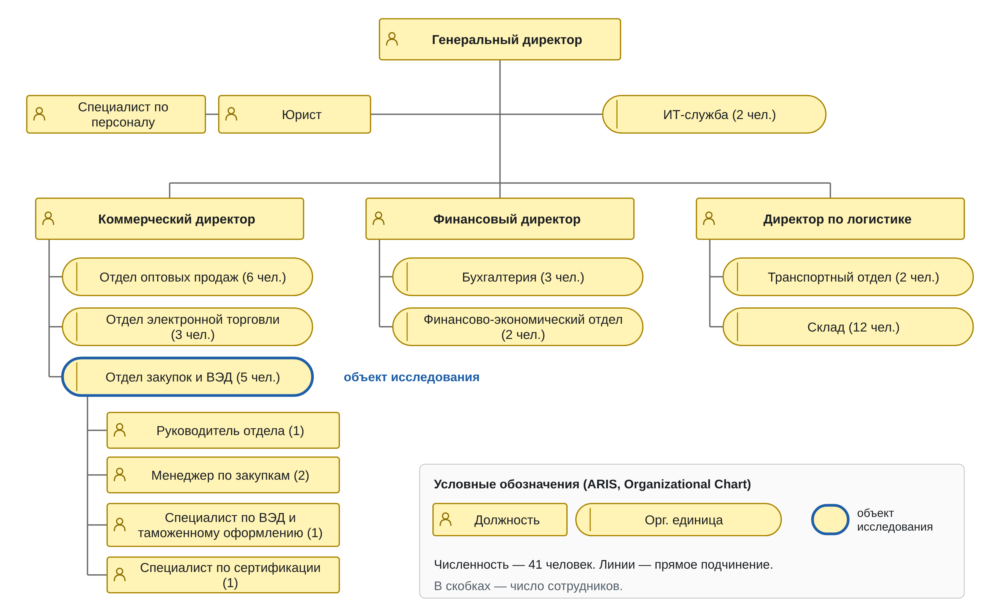 Генеральный директор
Специалист по
персоналу
Юрист
ИТ-служба (2 чел.)
Коммерческий директор
Финансовый директор
Директор по логистике
Отдел оптовых продаж (6 чел.)
Бухгалтерия (3 чел.)
Транспортный отдел (2 чел.)
Отдел электронной торговли
(3 чел.)
Финансово-экономический отдел
(2 чел.)
Склад (12 чел.)
Отдел закупок и ВЭД (5 чел.)
объект исследования
Руководитель отдела (1)
Менеджер по закупкам (2)
Специалист по ВЭД и
таможенному оформлению (1)
Специалист по сертификации
(1)
Условные обозначения (ARIS, Organizational Chart)
Должность
Орг. единица
объект
исследования
Численность — 41 человек. Линии — прямое подчинение.
В скобках — число сотрудников.